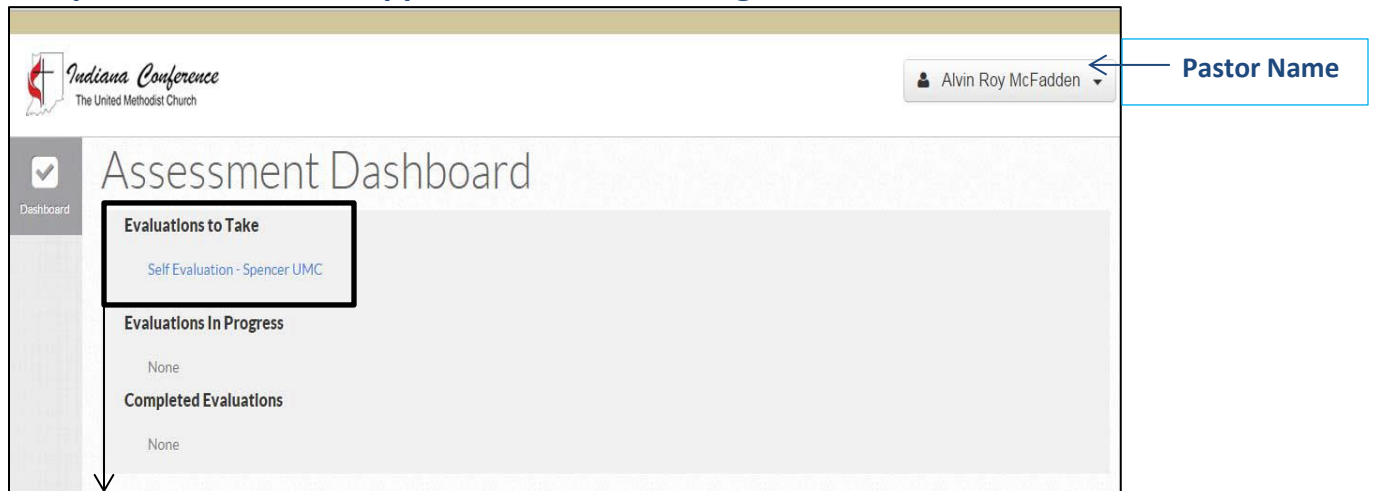 Indiana Conference
The United Methodist Church
Alvin Roy McFadden
Pastor Name
Dashboard
Assessment Dashboard
Evaluations to Take
Self Evaluation - Spencer UMC
Evaluations In Progress
None
Completed Evaluations
None